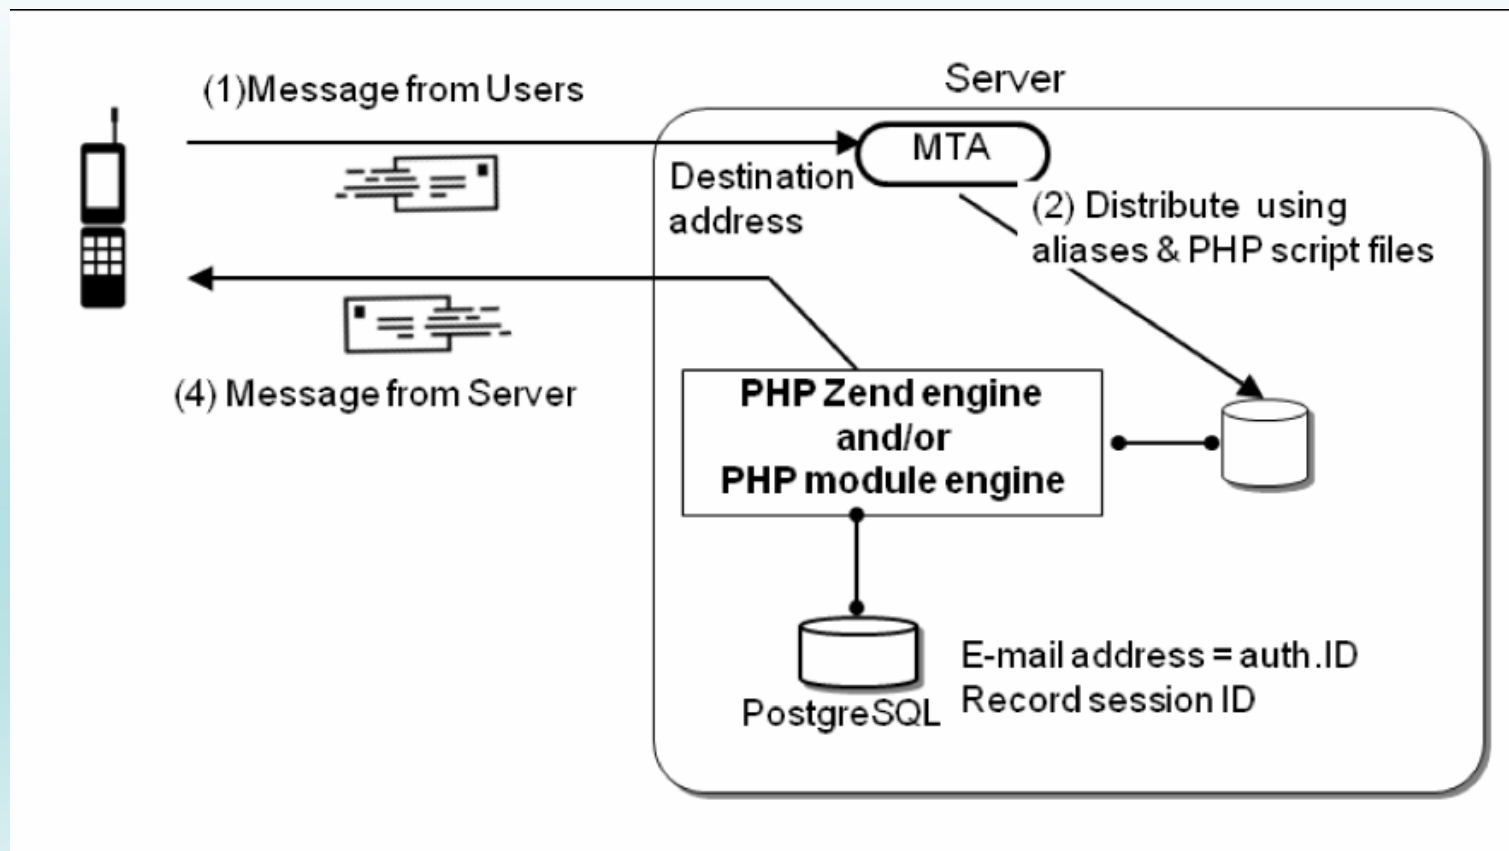 (1)Message from Users
Server
MTA
Destination
address
(2) Distribute using
aliases & PHP script files
(4) Message from Server
PHP Zend engine
and/or
PHP module engine
E-mail address = auth.ID
Record session ID
PostgreSQL